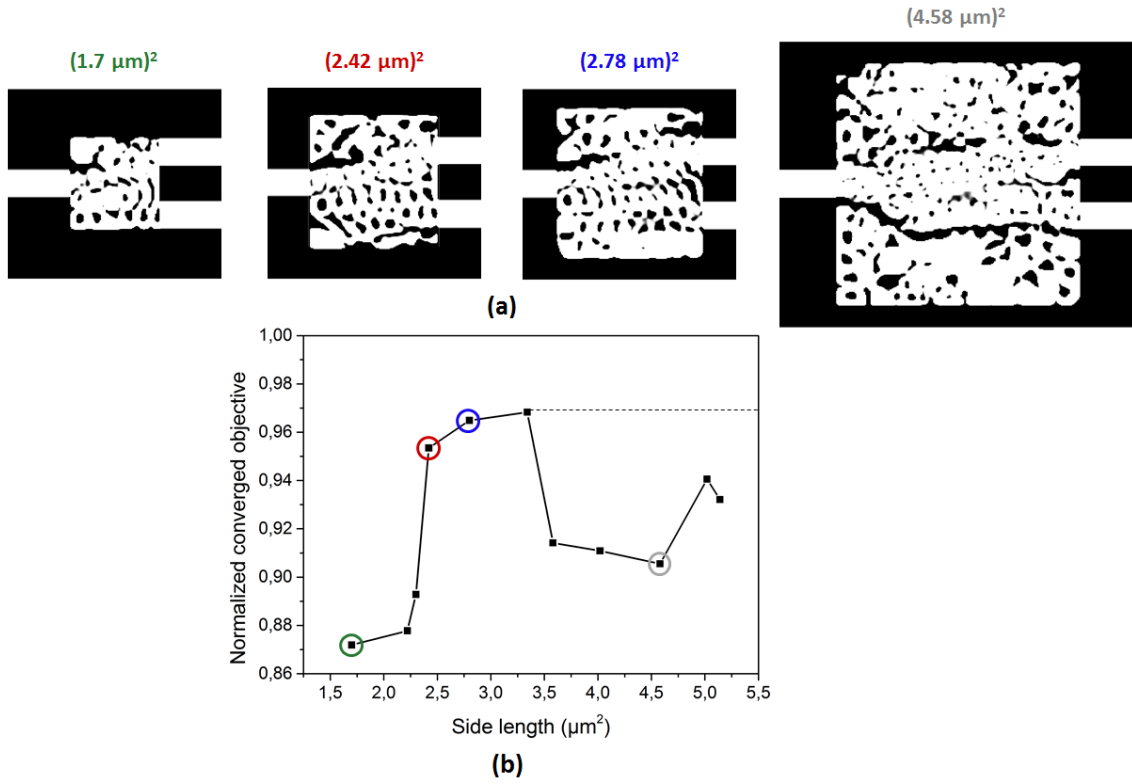 (1.7 µm)²
(2.42 µm)²
(2.78 µm)²
(4.58 µm)²
(a)
Normalized converged objective
1,00
0,98
0,96
0,94
0,92
0,90
0,88
0,86
1,5
2,0
2,5
3,0
3,5
4,0
4,5
5,0
5,5
Side length (µm²)
(b)